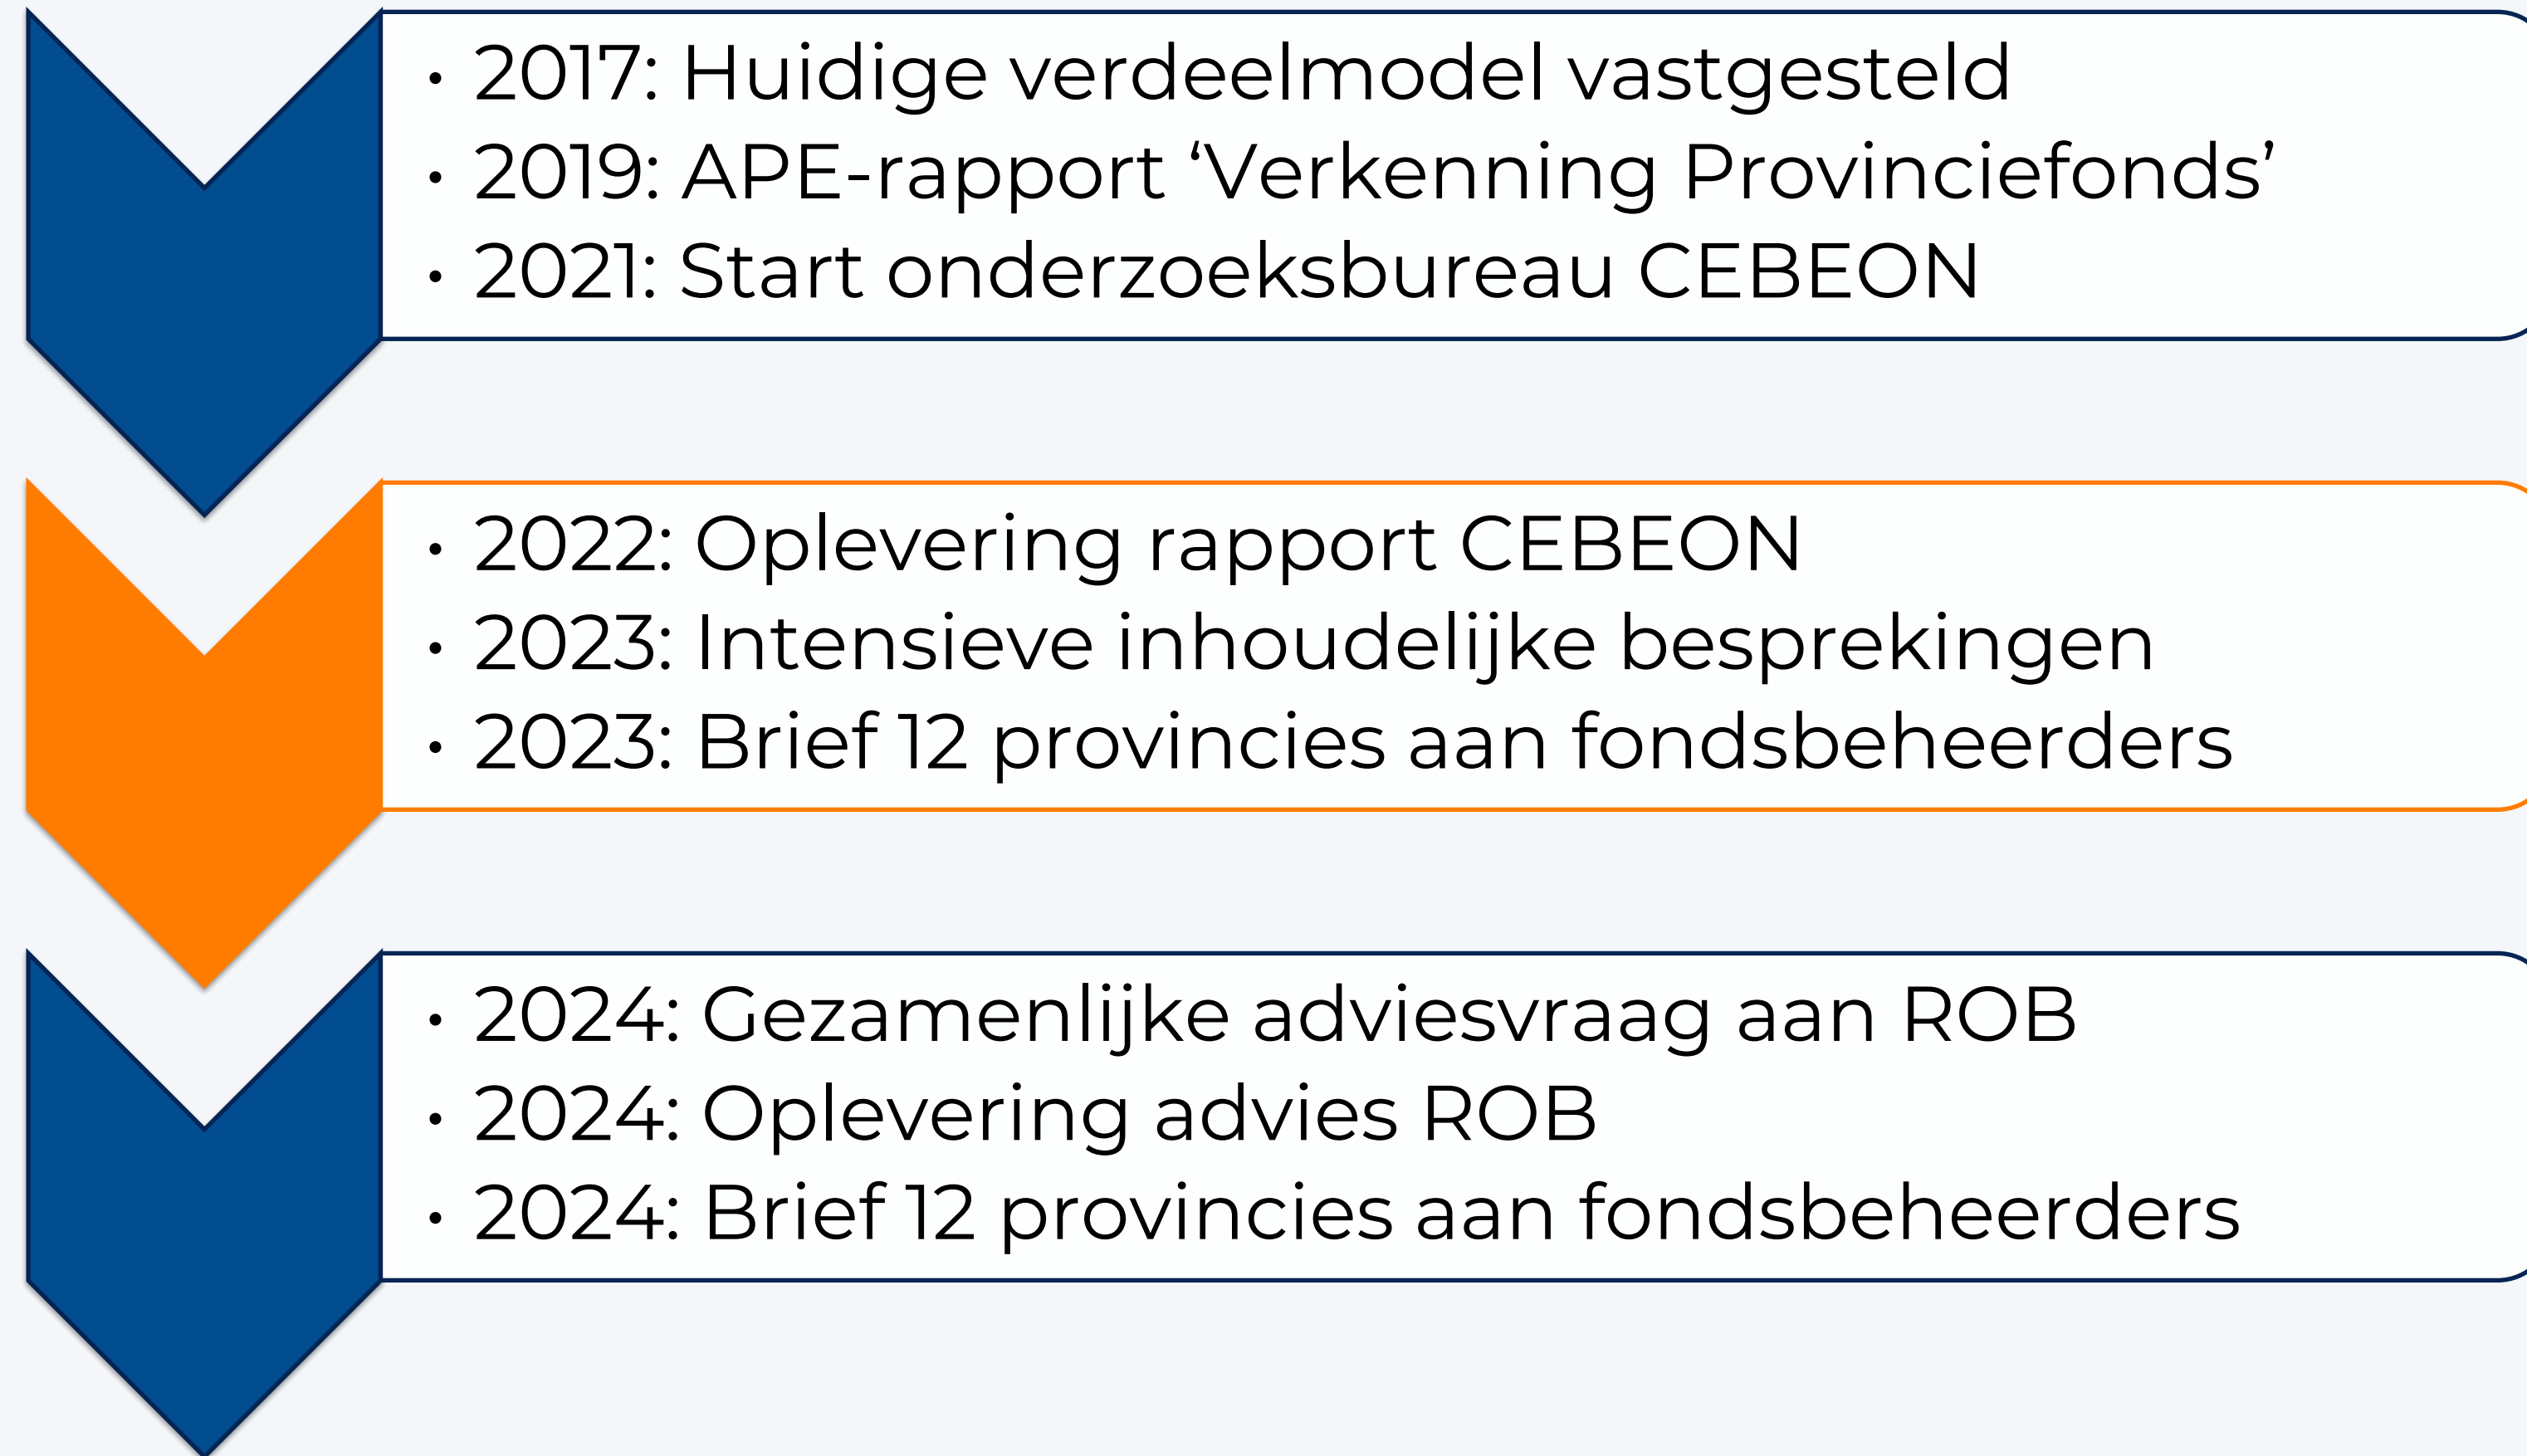 • 2017: Huidige verdeelmodel vastgesteld
• 2019: APE-rapport ‘Verkenning Provinciefonds’
• 2021: Start onderzoeksbureau CEBEON
• 2022: Oplevering rapport CEBEON
• 2023: Intensieve inhoudelijke besprekingen
• 2023: Brief 12 provincies aan fondsbeheerders
• 2024: Gezamenlijke adviesvraag aan ROB
• 2024: Oplevering advies ROB
• 2024: Brief 12 provincies aan fondsbeheerders